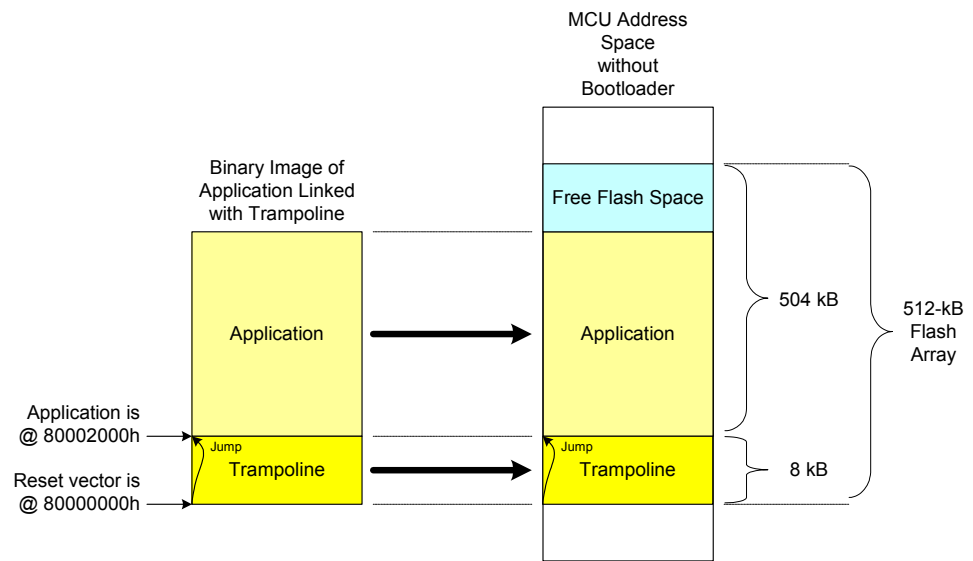 MCU Address
Space
without
Bootloader
Binary Image of
Application Linked
with Trampoline
Free Flash Space
504 kB
512-kB
Flash
Array
Application
Application
Application is
@ 80002000h
Jump
Trampoline
Jump
Trampoline
8 kB
Reset vector is
@ 80000000h